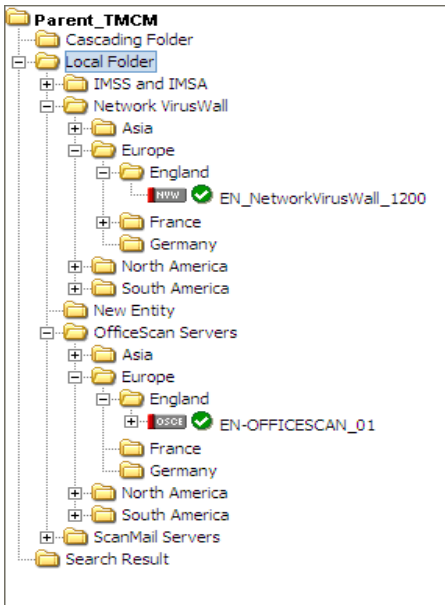 Parent_TMCM
Cascading Folder
Local Folder
IMSS and IMSA
Network VirusWall
Asia
Europe
England
NVW EN_NetworkVirusWall_1200
France
Germany
North America
South America
New Entity
OfficeScan Servers
Asia
Europe
England
OSCE EN-OFFICESCAN_01
France
Germany
North America
South America
ScanMail Servers
Search Result